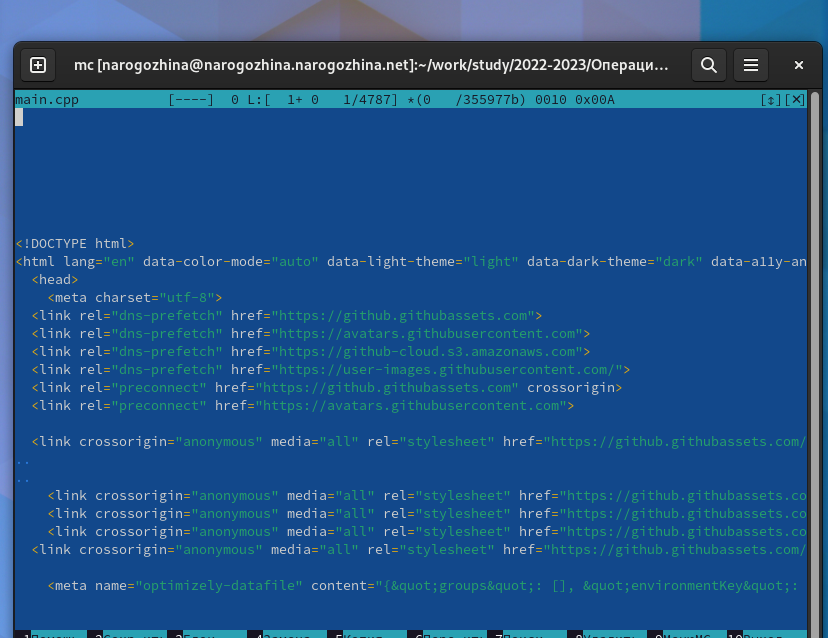 mc [narogozhina@narogozhina.narogozhina.net]:~/work/study/2022-2023/Операци...
main.cpp [----] 0 L:[ 1+ 0 1/4787] *(0 /355977b) 0010 0x00A [↕][X]
<!DOCTYPE html>
<html lang="en" data-color-mode="auto" data-light-theme="light" data-dark-theme="dark" data-a11y-an
<head>
<meta charset="utf-8">
<link rel="dns-prefetch" href="https://github.githubassets.com">
<link rel="dns-prefetch" href="https://avatars.githubusercontent.com">
<link rel="dns-prefetch" href="https://github-cloud.s3.amazonaws.com">
<link rel="dns-prefetch" href="https://user-images.githubusercontent.com/">
<link rel="preconnect" href="https://github.githubassets.com" crossorigin>
<link rel="preconnect" href="https://avatars.githubusercontent.com">
<link crossorigin="anonymous" media="all" rel="stylesheet" href="https://github.githubassets.com/
..
..
<link crossorigin="anonymous" media="all" rel="stylesheet" href="https://github.githubassets.co
<link crossorigin="anonymous" media="all" rel="stylesheet" href="https://github.githubassets.co
<link crossorigin="anonymous" media="all" rel="stylesheet" href="https://github.githubassets.co
<link crossorigin="anonymous" media="all" rel="stylesheet" href="https://github.githubassets.com/
<meta name="optimizely-datafile" content="{&quot;groups&quot;: [], &quot;environmentKey&quot;: